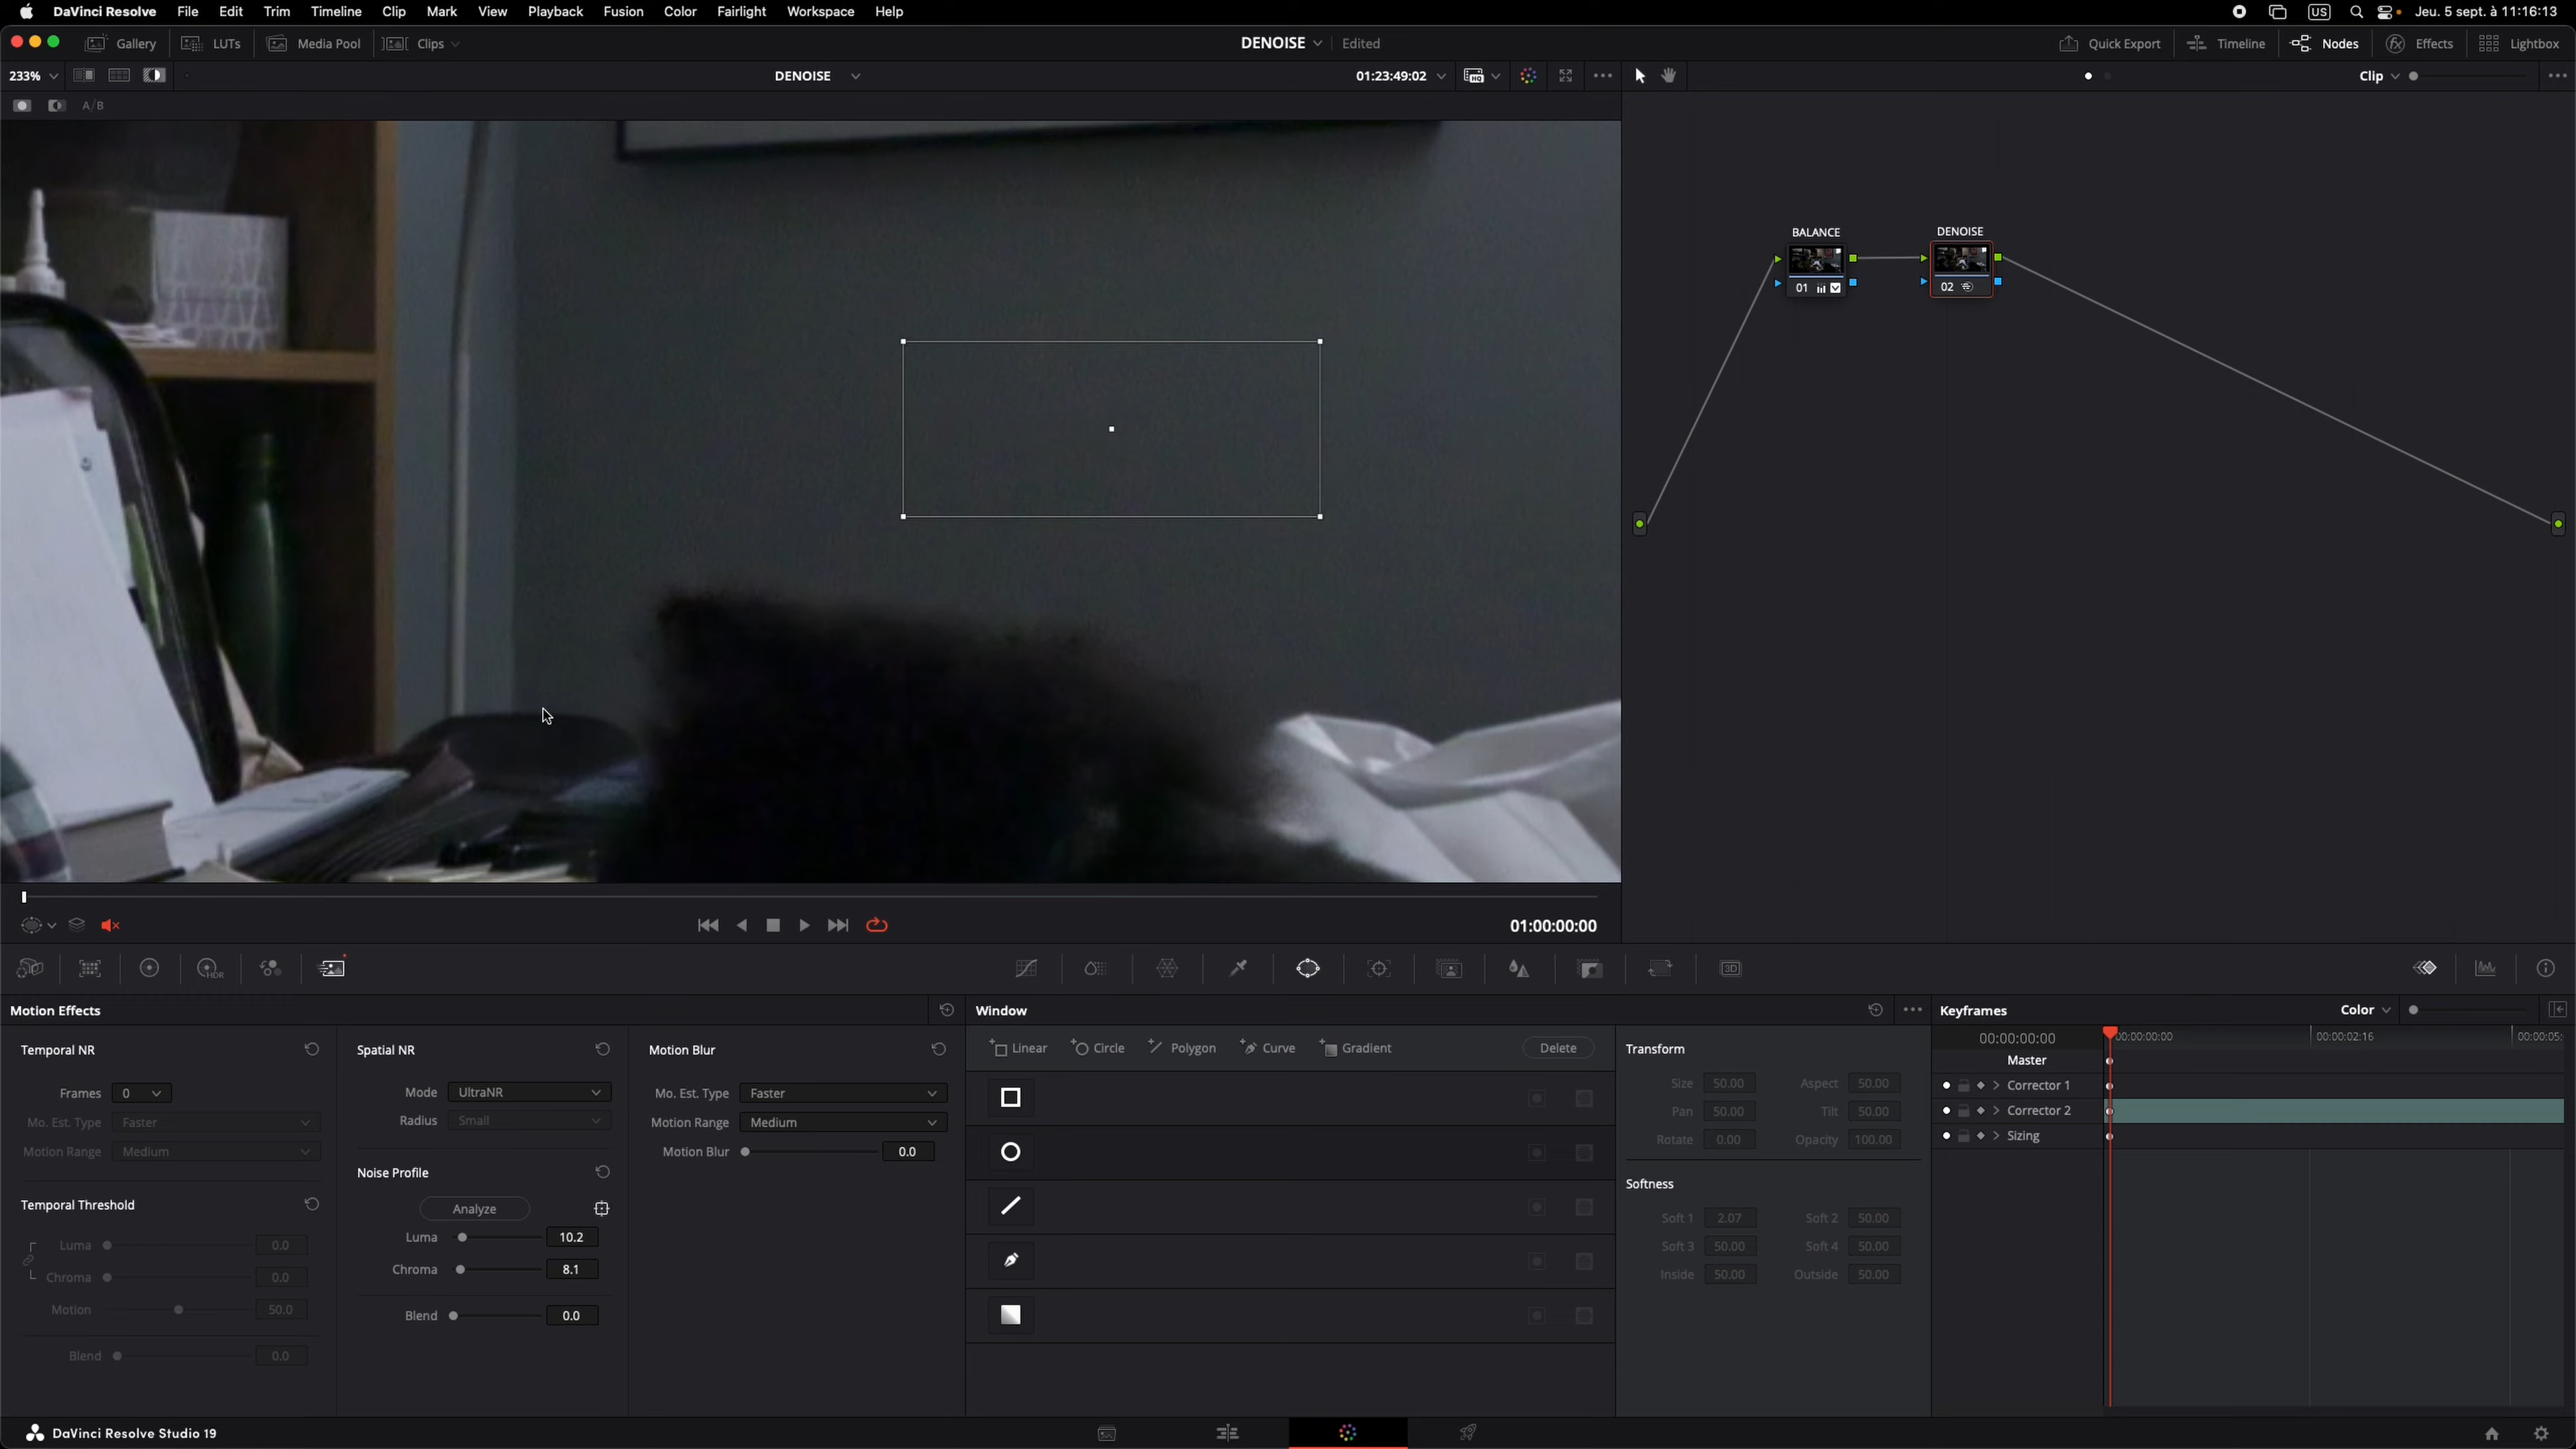 DaVinci Resolve File Edit Trim Timeline Clip Mark View Playback Fusion Color Fairlight Workspace Help US Jeu. 5 sept. à 11:16:13
Gallery LUTs Media Pool Clips DENOISE Edited Quick Export Timeline Nodes Effects Lightbox
233% DENOISE 01:23:49:02 Clip
A/B
BALANCE DENOISE
01 02
01:00:00:00
HDR 3D
Motion Effects Window Keyframes Color
Temporal NR Spatial NR Motion Blur Linear Circle Polygon Curve Gradient Delete Transform 00:00:00:00 00:00:00:00 00:00:02:16 00:00:05:
Master
Frames 0 Mode UltraNR Mo. Est. Type Faster Size 50.00 Aspect 50.00 Corrector 1
Mo. Est. Type Faster Radius Small Motion Range Medium Pan 50.00 Tilt 50.00 Corrector 2
Motion Range Medium Motion Blur 0.0 Rotate 0.00 Opacity 100.00 Sizing
Noise Profile
Temporal Threshold Analyze Softness
Luma 0.0 Luma 10.2 Soft 1 2.07 Soft 2 50.00
Chroma 0.0 Chroma 8.1 Soft 3 50.00 Soft 4 50.00
Motion 50.0 Blend 0.0 Inside 50.00 Outside 50.00
Blend 0.0
DaVinci Resolve Studio 19